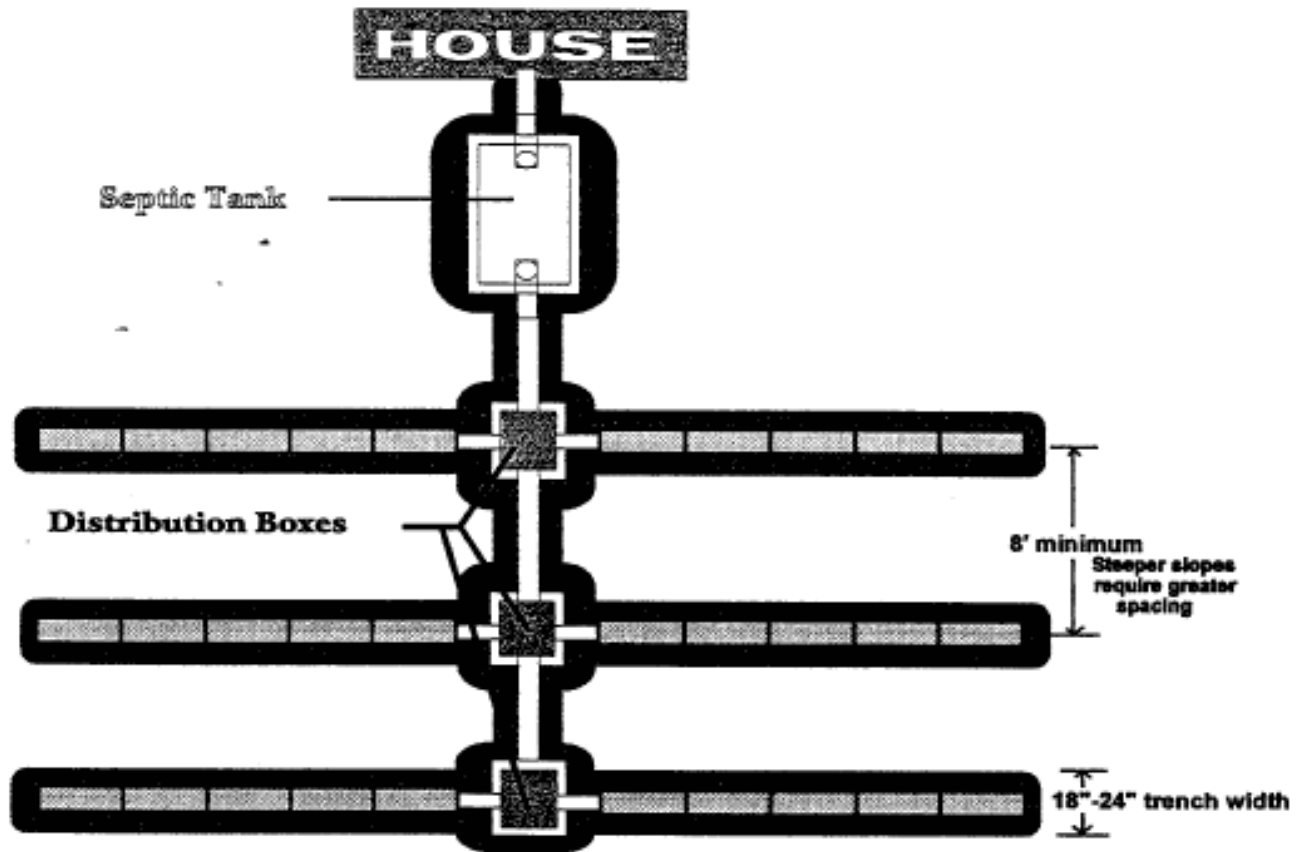 HOUSE
Septic Tank
Distribution Boxes
8' minimum
Steeper slopes
require greater
spacing
18"-24" trench width